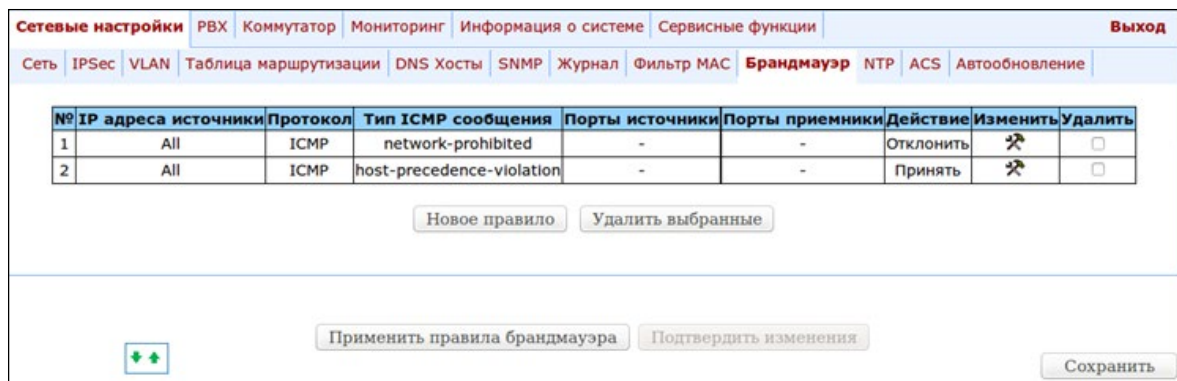 Сетевые настройки PBX Коммутатор Мониторинг Информация о системе Сервисные функции Выход
Сеть IPSec VLAN Таблица маршрутизации DNS Хосты SNMP Журнал Фильтр MAC Брандмауэр NTP ACS Автообновление
№ IP адреса источники Протокол Тип ICMP сообщения Порты источники Порты приемники Действие Изменить Удалить
1 All ICMP network-prohibited - - Отклонить
2 All ICMP host-precedence-violation - - Принять
Новое правило Удалить выбранные
Применить правила брандмауэра Подтвердить изменения
Сохранить